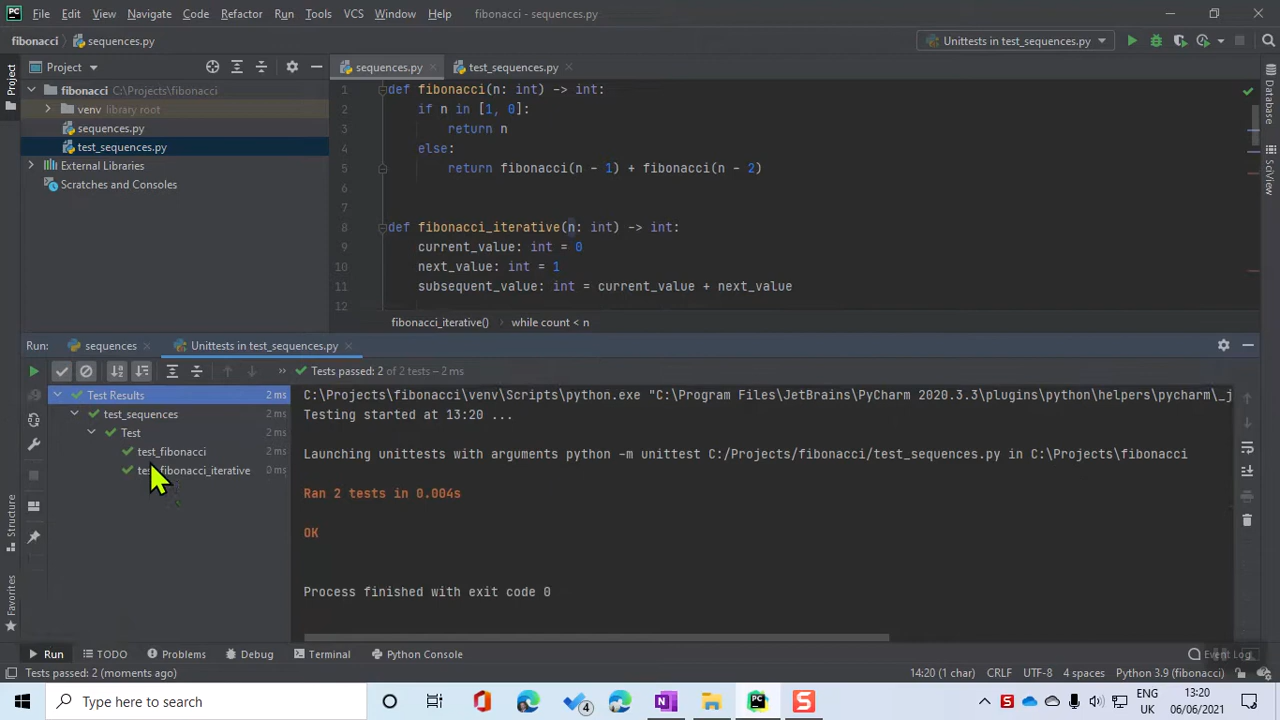 PC File Edit View Navigate Code Refactor Run Tools VCS Window Help fibonacci - sequences.py
fibonacci sequences.py Unittests in test_sequences.py
Project sequences.py test_sequences.py
fibonacci C:\Projects\fibonacci
venv library root
sequences.py
test_sequences.py
External Libraries
Scratches and Consoles
Project
Structure
Favorites
Database
SciView
1 def fibonacci(n: int) -> int:
2 if n in [1, 0]:
3 return n
4 else:
5 return fibonacci(n - 1) + fibonacci(n - 2)
6
7
8 def fibonacci_iterative(n: int) -> int:
9 current_value: int = 0
10 next_value: int = 1
11 subsequent_value: int = current_value + next_value
12
fibonacci_iterative() while count < n
Run: sequences Unittests in test_sequences.py
Tests passed: 2 of 2 tests – 2 ms
Test Results 2 ms
test_sequences 2 ms
Test 2 ms
test_fibonacci 2 ms
test_fibonacci_iterative 0 ms
C:\Projects\fibonacci\venv\Scripts\python.exe "C:\Program Files\JetBrains\PyCharm 2020.3.3\plugins\python\helpers\pycharm\_j
Testing started at 13:20 ...
Launching unittests with arguments python -m unittest C:/Projects/fibonacci/test_sequences.py in C:\Projects\fibonacci
Ran 2 tests in 0.004s
OK
Process finished with exit code 0
Run TODO Problems Debug Terminal Python Console Event Log
Tests passed: 2 (moments ago) 14:20 (1 char) CRLF UTF-8 4 spaces Python 3.9 (fibonacci)
Type here to search 4 PC S S ENG 13:20
UK 06/06/2021